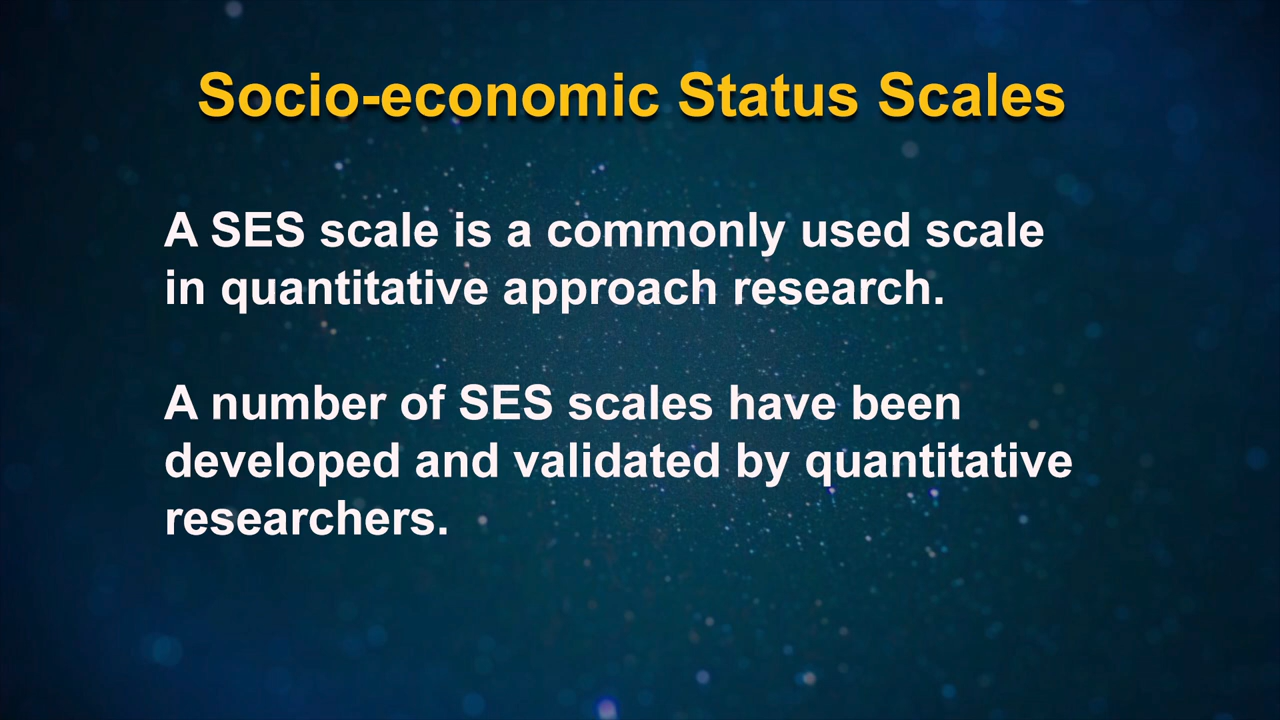 Socio-economic Status Scales
A SES scale is a commonly used scale
in quantitative approach research.
A number of SES scales have been
developed and validated by quantitative
researchers.